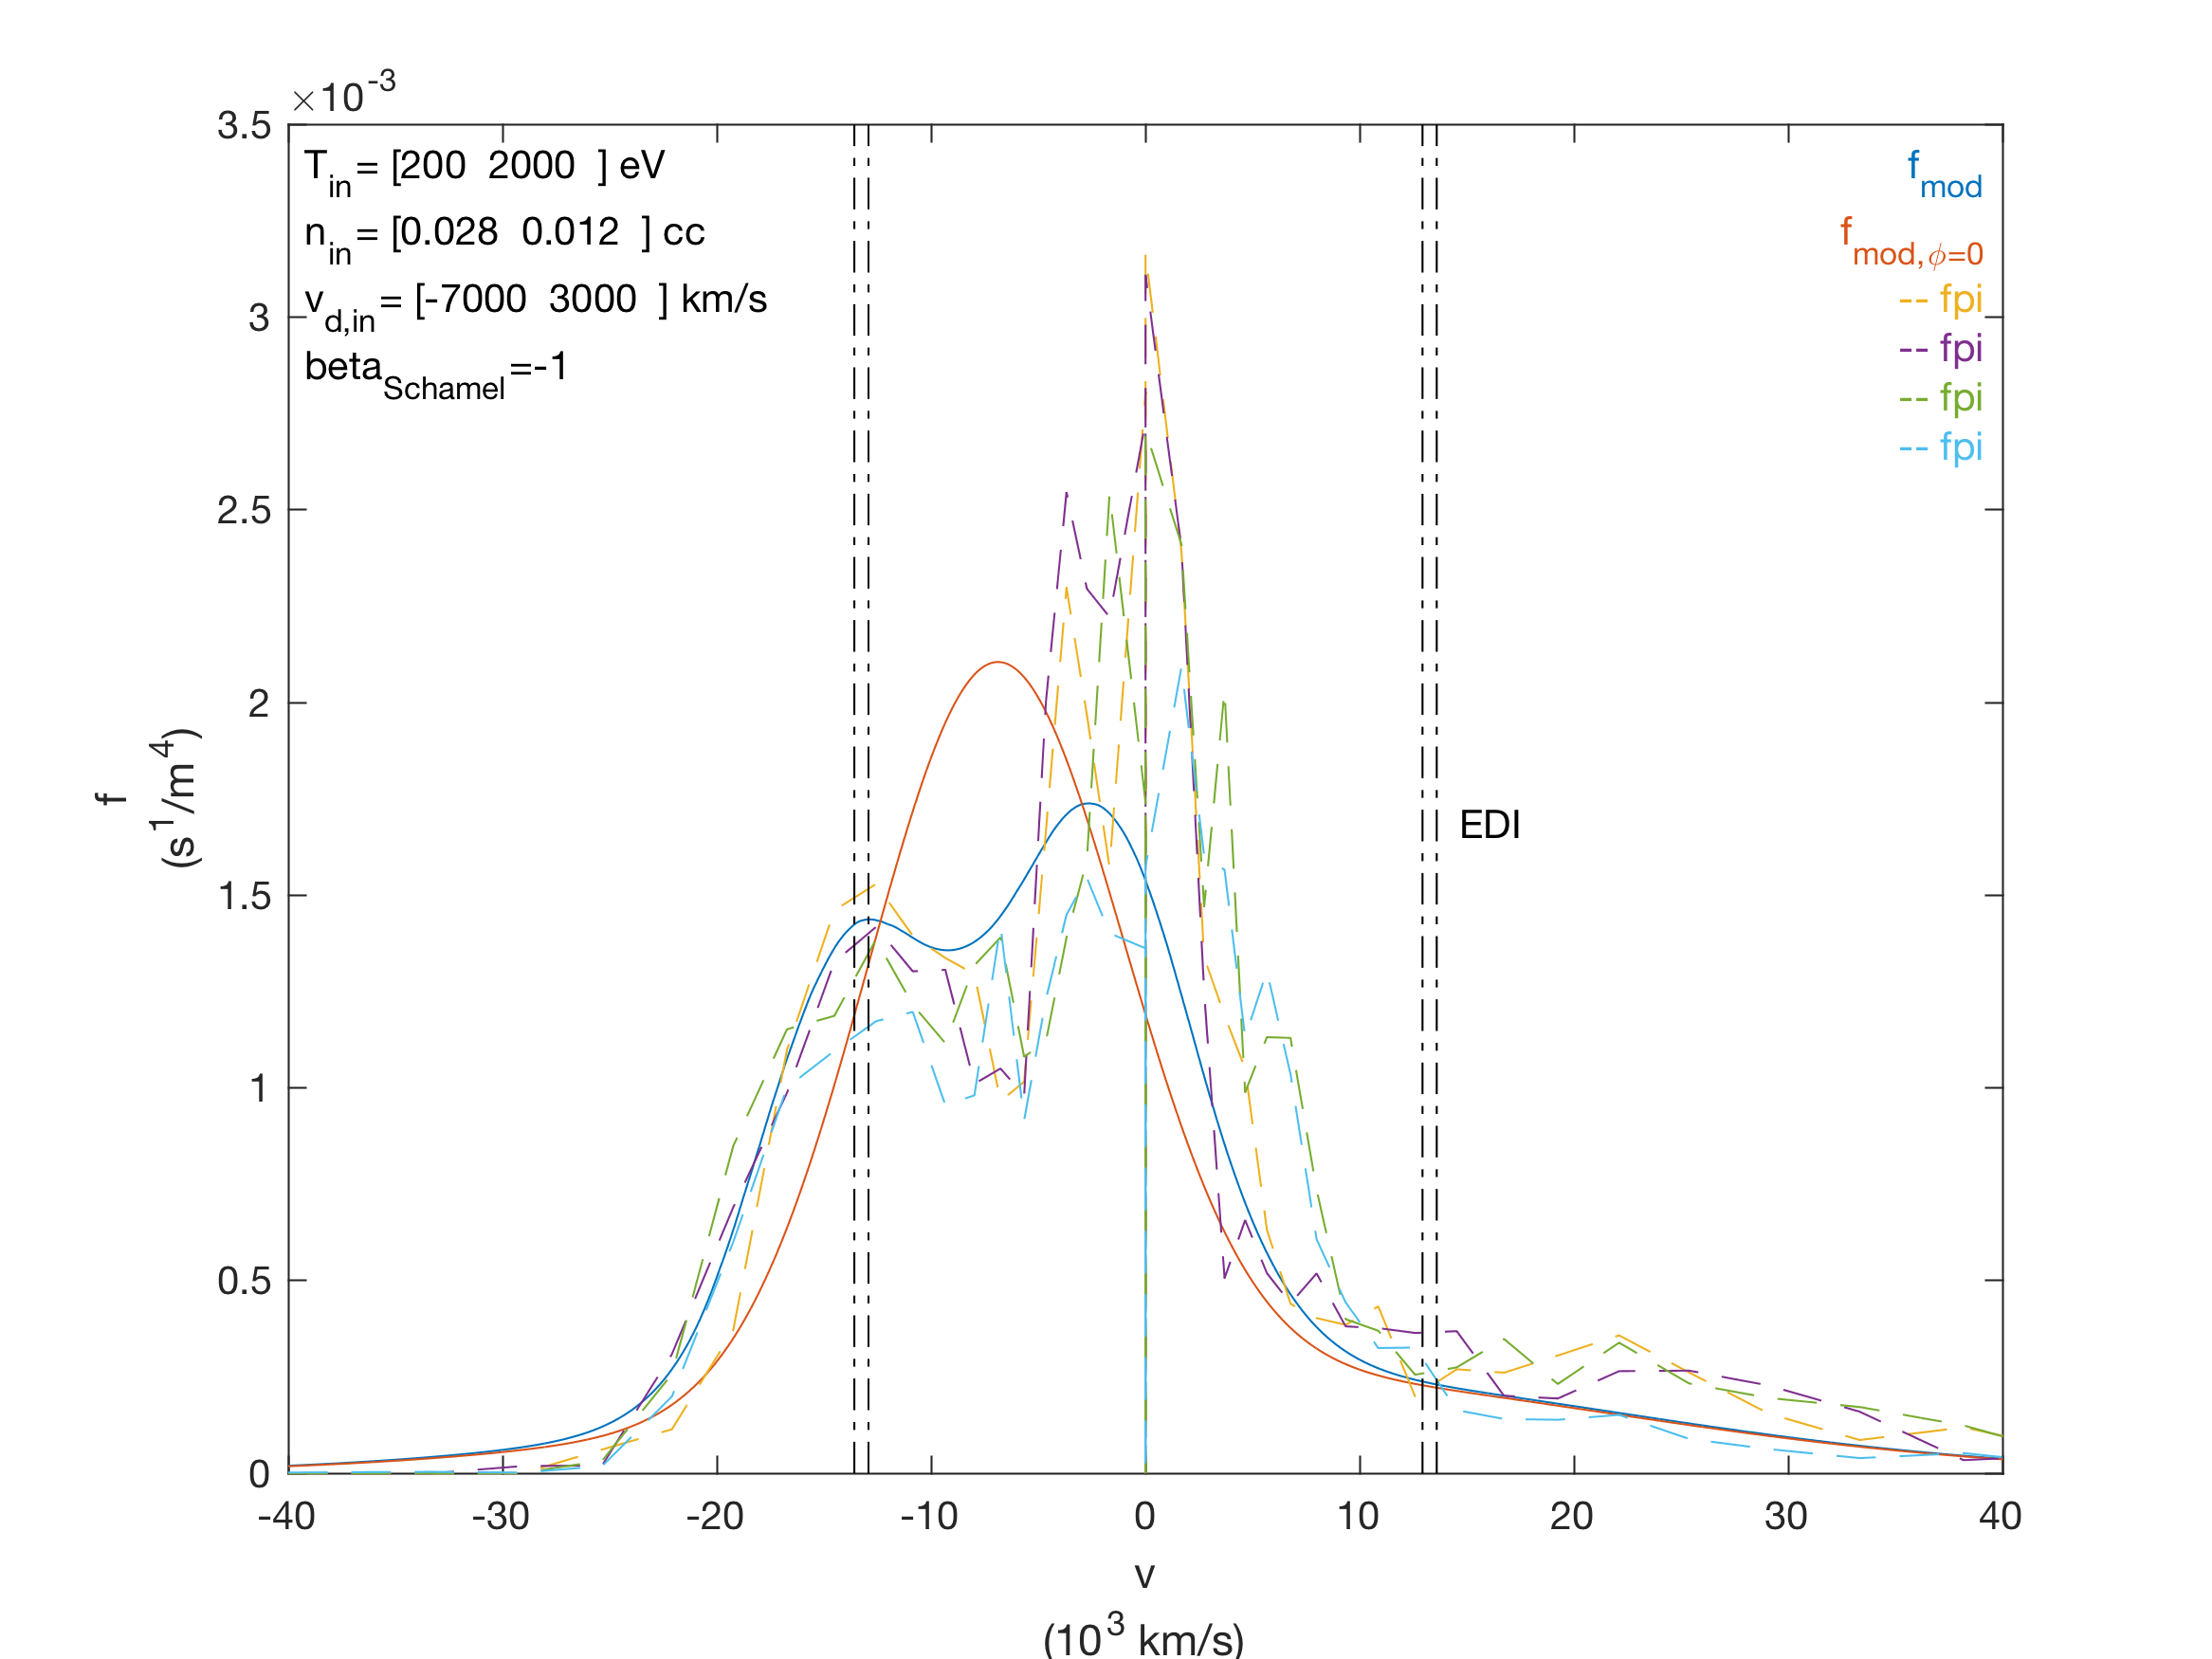 ×10-3
3.5
3
2.5
2
1.5
1
0.5
0
-40
-30
-20
-10
0
10
20
30
40
v
(10^3 km/s)
f
(s^1/m^4)
T_in= [200 2000 ] eV
n_in= [0.028 0.012 ] cc
v_d,in= [-7000 3000 ] km/s
beta_Schamel=-1
f_mod
f_mod,ϕ=0
-- fpi
-- fpi
-- fpi
-- fpi
EDI